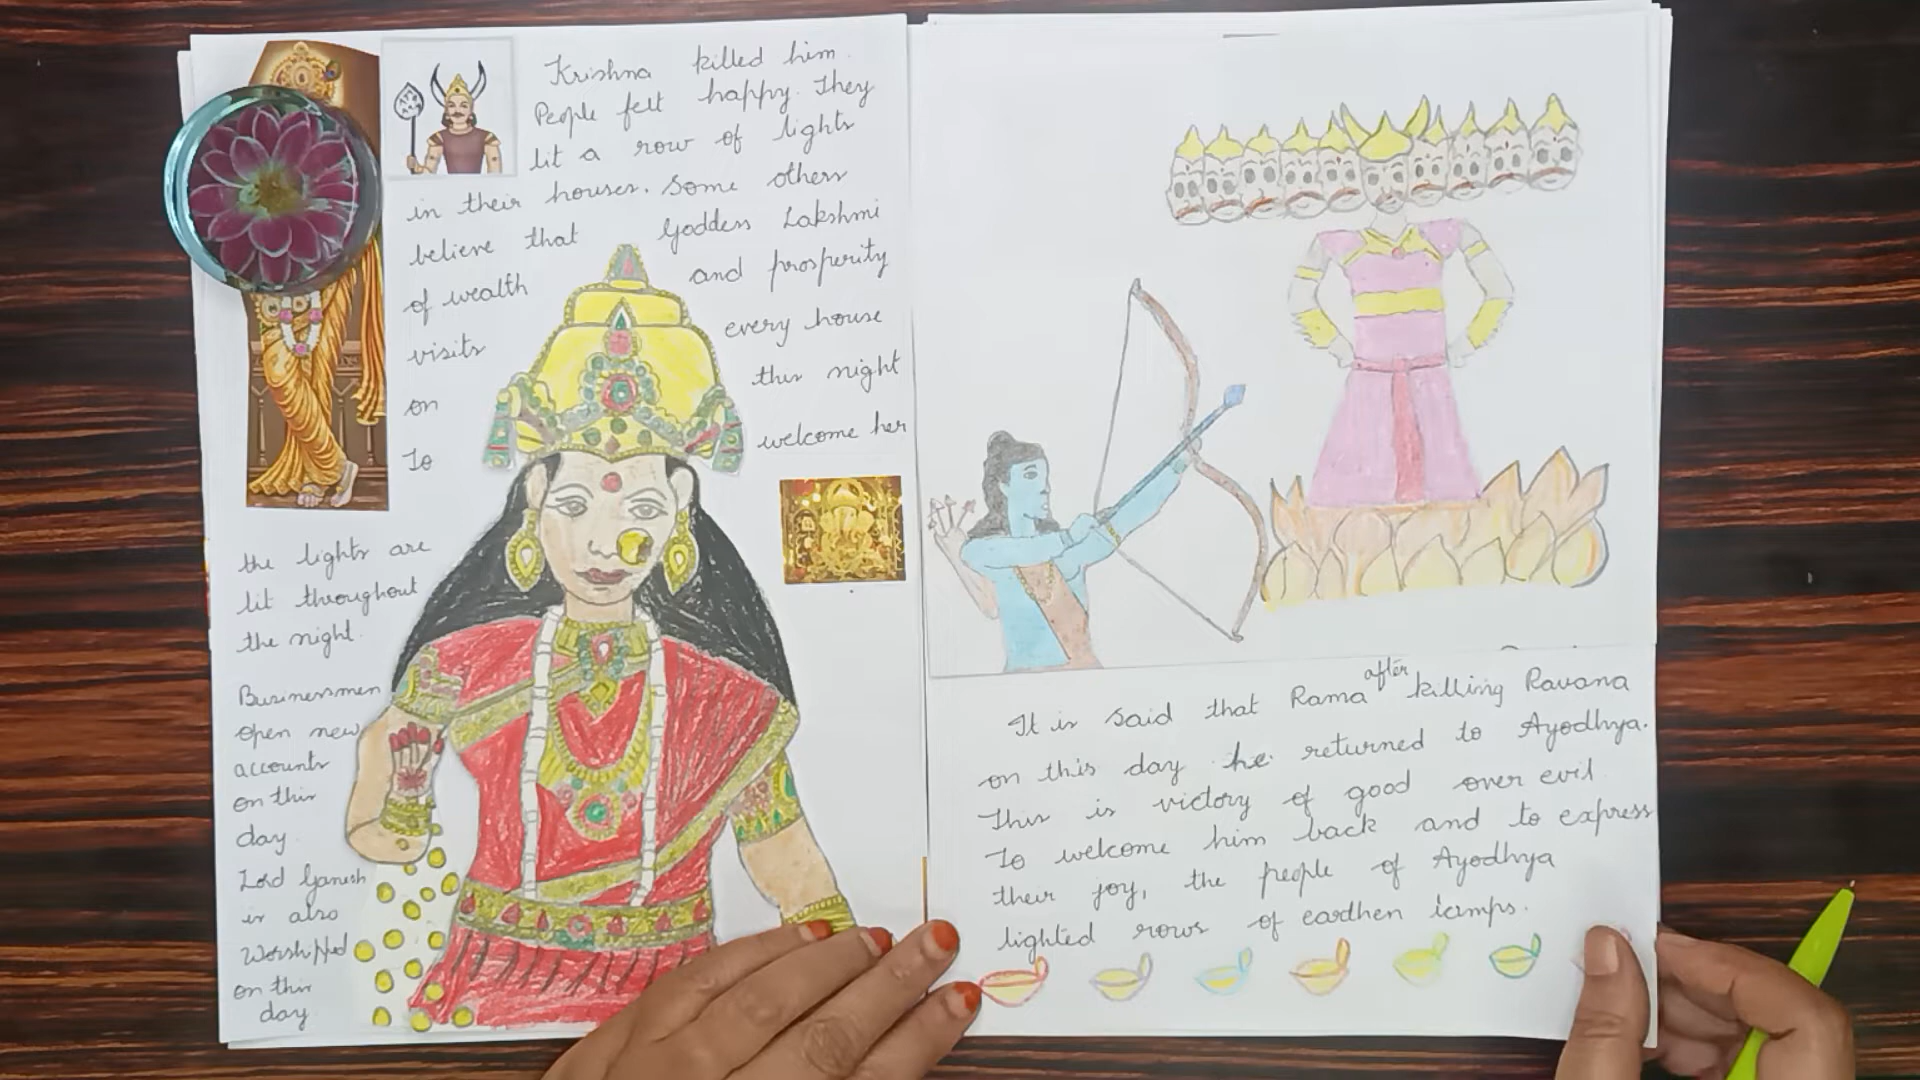 Krishna killed him.
People felt happy. They
lit a row of lights
in their houses. Some others
believe that Goddess Lakshmi
of wealth and prosperity
visits every house
on this night
To welcome her
the lights are
lit throughout
the night.
Businessmen
open new
accounts
on this
day.
Lord Ganesh
is also
Worshipped
on this
day.
It is said that Rama after killing Ravana
on this day he returned to Ayodhya.
This is victory of good over evil
To welcome him back and to express
their joy, the people of Ayodhya
lighted rows of earthen lamps.